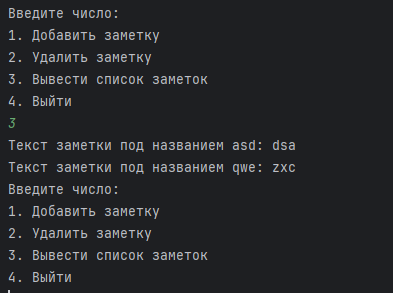 Введите число:
1. Добавить заметку
2. Удалить заметку
3. Вывести список заметок
4. Выйти
3
Текст заметки под названием asd: dsa
Текст заметки под названием qwe: zxc
Введите число:
1. Добавить заметку
2. Удалить заметку
3. Вывести список заметок
4. Выйти